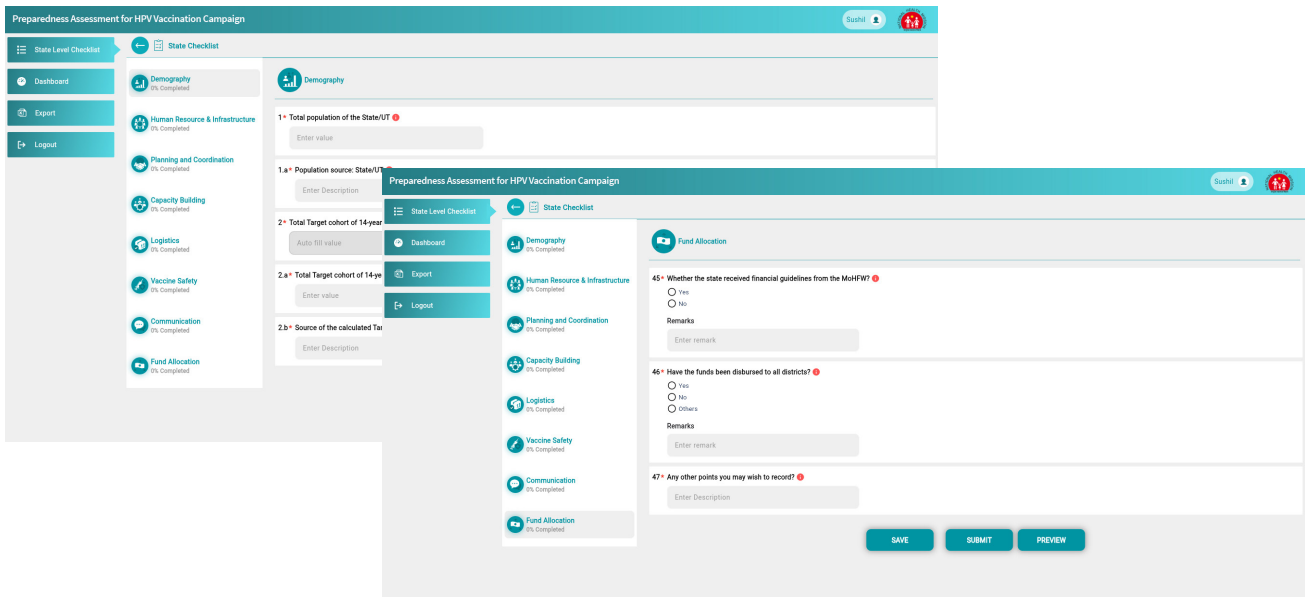 Preparedness Assessment for HPV Vaccination Campaign
Sushil
State Level Checklist
Dashboard
Export
Logout
State Checklist
Demography
0% Completed
Human Resource & Infrastructure
0% Completed
Planning and Coordination
0% Completed
Capacity Building
0% Completed
Logistics
0% Completed
Vaccine Safety
0% Completed
Communication
0% Completed
Fund Allocation
0% Completed
Demography
1* Total population of the State/UT
Enter value
1.a* Population source: State/UT
Enter Description
2* Total Target cohort of 14-year
Auto fill value
2.a* Total Target cohort of 14-ye
Enter value
2.b* Source of the calculated Tar
Enter Description
Preparedness Assessment for HPV Vaccination Campaign
Sushil
State Level Checklist
Dashboard
Export
Logout
State Checklist
Demography
0% Completed
Human Resource & Infrastructure
0% Completed
Planning and Coordination
0% Completed
Capacity Building
0% Completed
Logistics
0% Completed
Vaccine Safety
0% Completed
Communication
0% Completed
Fund Allocation
0% Completed
Fund Allocation
45* Whether the state received financial guidelines from the MoHFW?
Yes
No
Remarks
Enter remark
46* Have the funds been disbursed to all districts?
Yes
No
Others
Remarks
Enter remark
47* Any other points you may wish to record?
Enter Description
SAVE
SUBMIT
PREVIEW